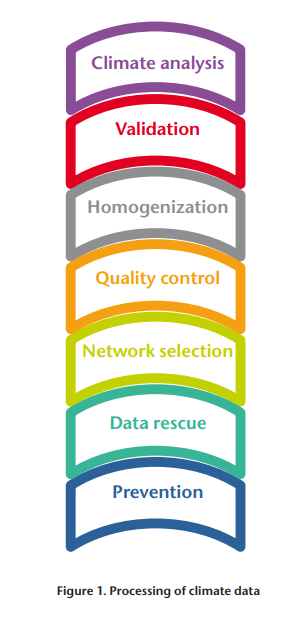 Climate analysis
Validation
Homogenization
Quality control
Network selection
Data rescue
Prevention
Figure 1. Processing of climate data